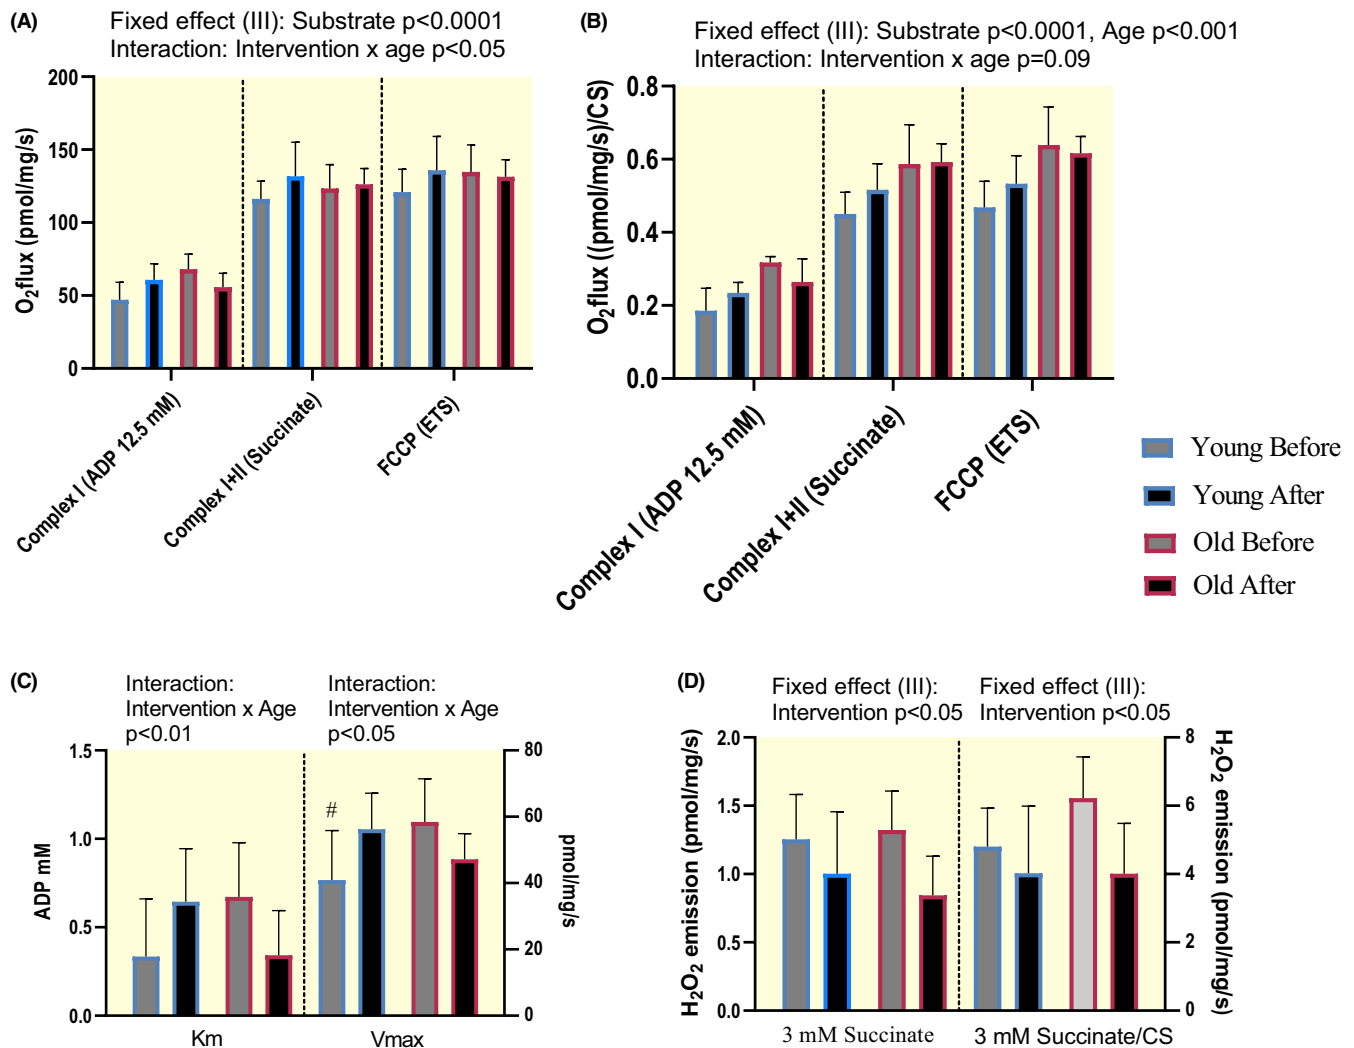 (A)
Fixed effect (III): Substrate p<0.0001
Interaction: Intervention x age p<0.05
O₂flux (pmol/mg/s)
200
150
100
50
0
Complex I (ADP 12.5 mM)
Complex I+II (Succinate)
FCCP (ETS)
(B)
Fixed effect (III): Substrate p<0.0001, Age p<0.001
Interaction: Intervention x age p=0.09
O₂flux ((pmol/mg/s)/CS)
0.8
0.6
0.4
0.2
0.0
Complex I (ADP 12.5 mM)
Complex I+II (Succinate)
FCCP (ETS)
Young Before
Young After
Old Before
Old After
(C)
Interaction:
Intervention x Age
p<0.01
Interaction:
Intervention x Age
p<0.05
ADP mM
1.5
1.0
0.5
0.0
#
80
60
40
20
0
pmol/mg/s
Km
Vmax
(D)
Fixed effect (III):
Intervention p<0.05
Fixed effect (III):
Intervention p<0.05
H₂O₂ emission (pmol/mg/s)
2.0
1.5
1.0
0.5
0.0
8
6
4
2
0
H₂O₂ emission (pmol/mg/s)
3 mM Succinate
3 mM Succinate/CS